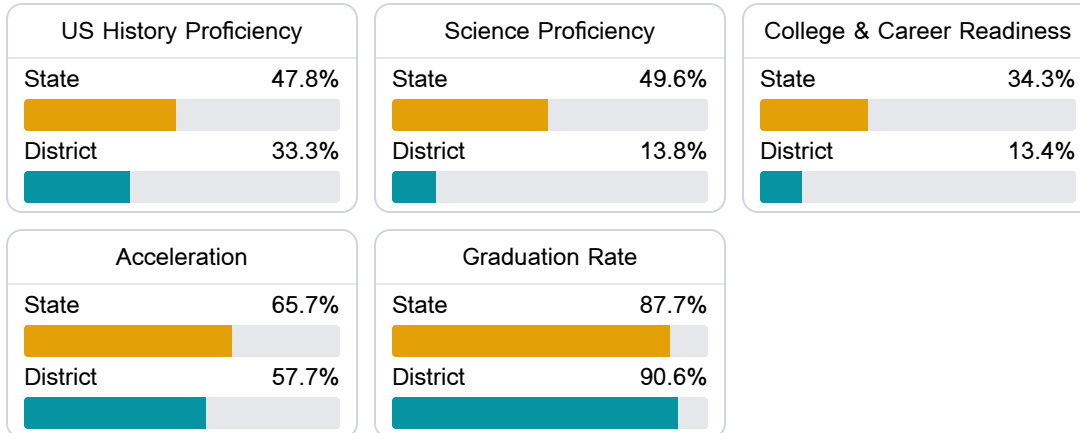 US History Proficiency
State 47.8%
District 33.3%
Science Proficiency
State 49.6%
District 13.8%
College & Career Readiness
State 34.3%
District 13.4%
Acceleration
State 65.7%
District 57.7%
Graduation Rate
State 87.7%
District 90.6%